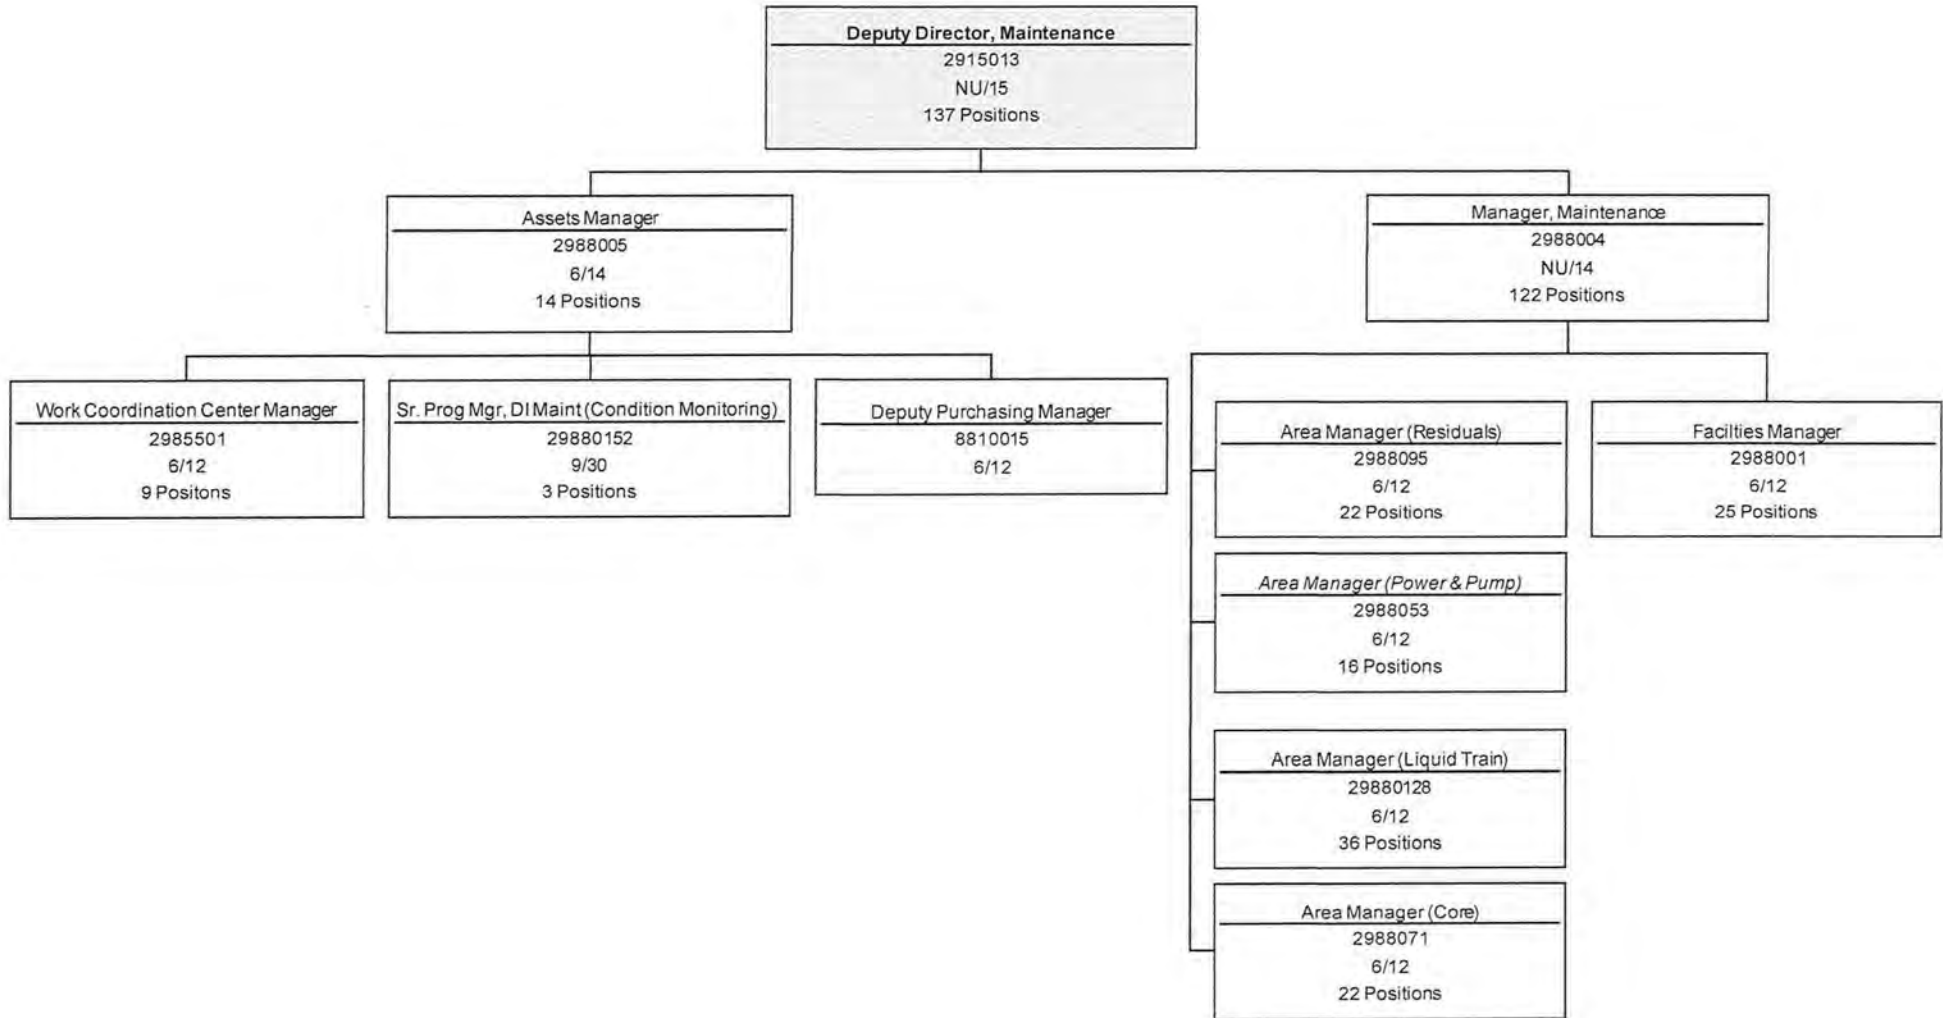 Deputy Director, Maintenance
2915013
NU/15
137 Positions
Assets Manager
2988005
6/14
14 Positions
Manager, Maintenance
2988004
NU/14
122 Positions
Work Coordination Center Manager
2985501
6/12
9 Positons
Sr. Prog Mgr, DI Maint (Condition Monitoring)
29880152
9/30
3 Positions
Deputy Purchasing Manager
8810015
6/12
Area Manager (Residuals)
2988095
6/12
22 Positions
Facilties Manager
2988001
6/12
25 Positions
Area Manager (Power & Pump)
2988053
6/12
16 Positions
Area Manager (Liquid Train)
29880128
6/12
36 Positions
Area Manager (Core)
2988071
6/12
22 Positions